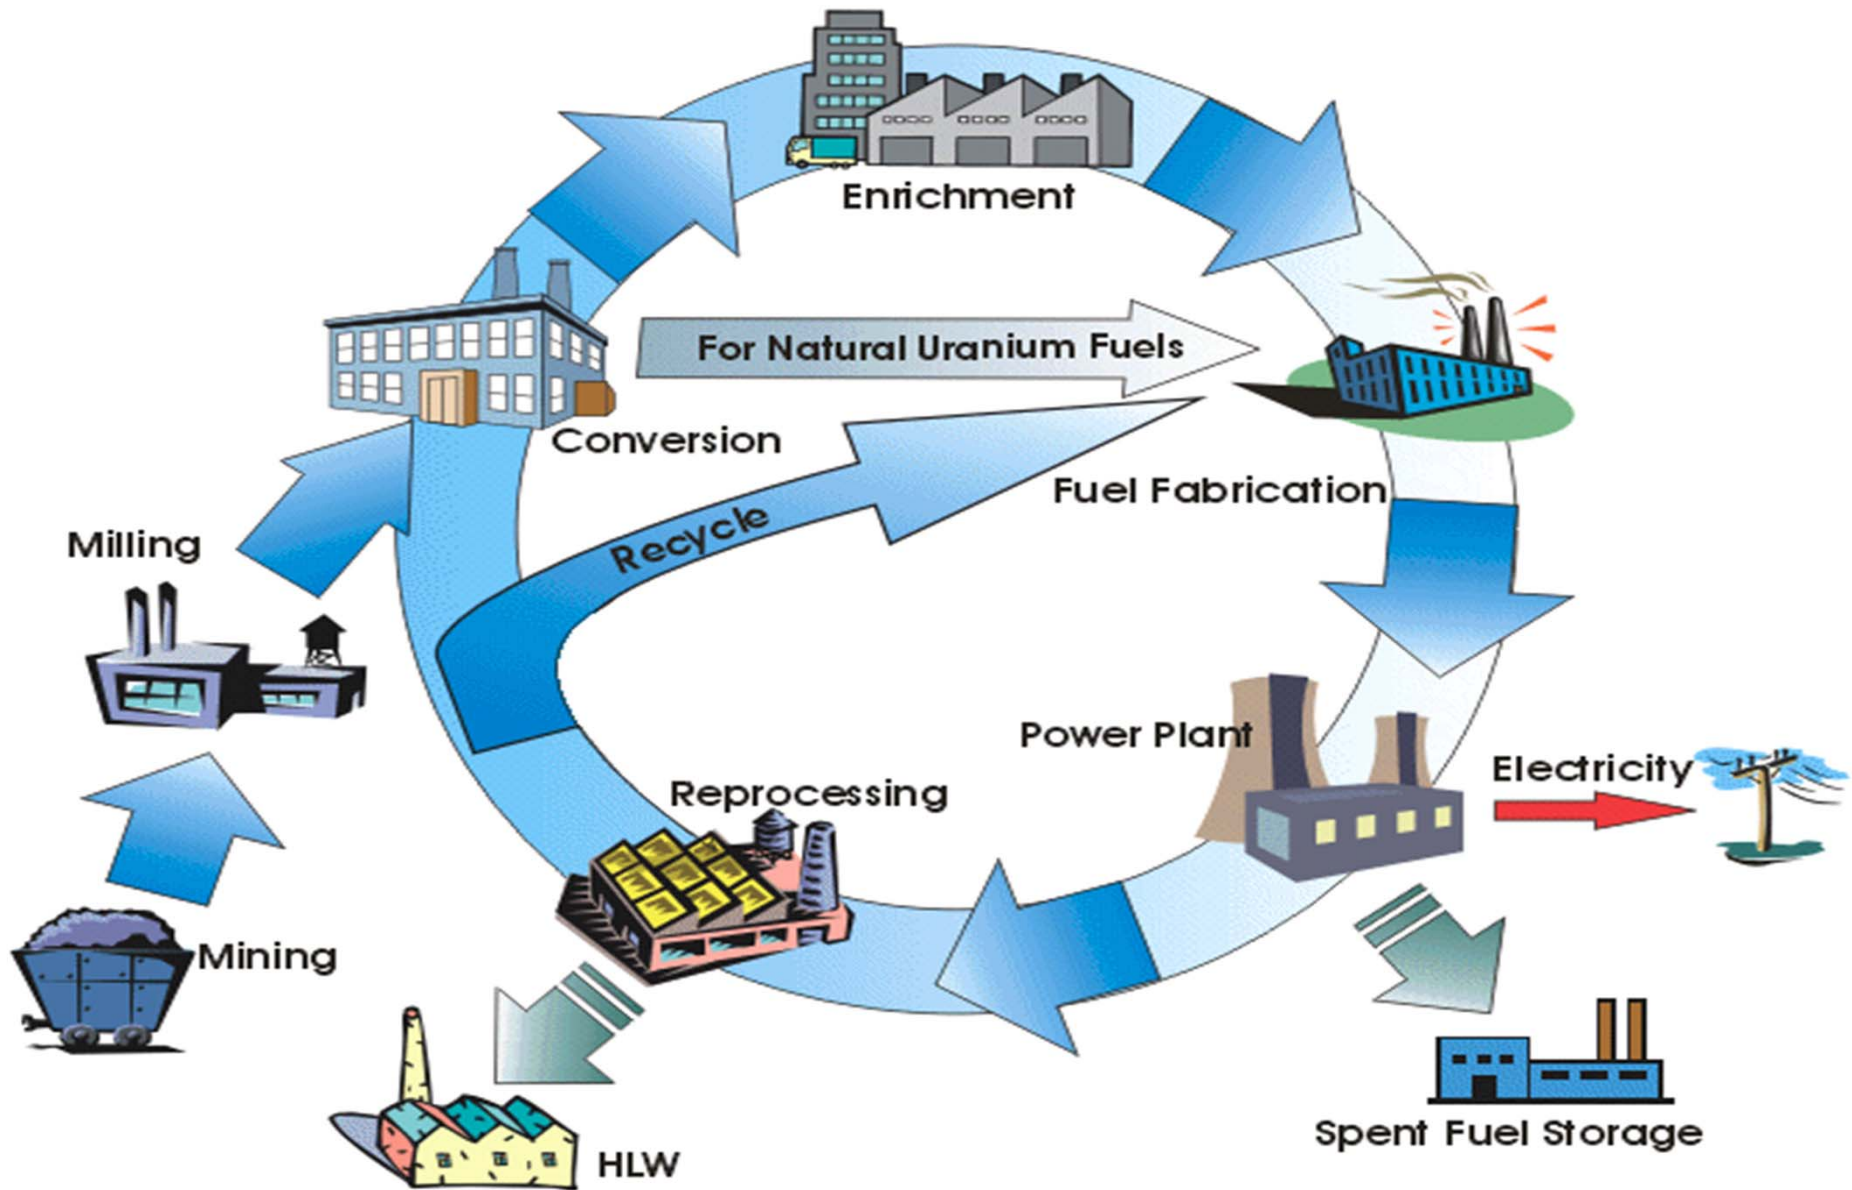 Enrichment
For Natural Uranium Fuels
Conversion
Fuel Fabrication
Recycle
Milling
Power Plant
Electricity
Reprocessing
Mining
Spent Fuel Storage
HLW